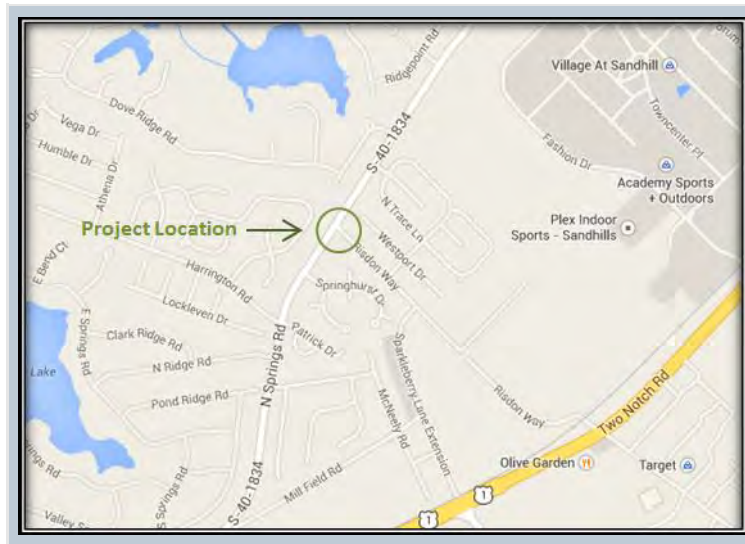 Ridgepoint Rd
Village At Sandhill
Towncenter Pl
Dove Ridge Rd
Vega Dr
Humble Dr
Athena Dr
S-40-1834
Fashion Dr
Academy Sports
+ Outdoors
N Trace Ln
Plex Indoor
Sports - Sandhills
Project Location
Westport Dr
Risdon Way
E Bend Ct
Harrington Rd
Springhurst Dr
Lockleven Dr
E Springs Rd
Clark Ridge Rd
Patrick Dr
N Springs Rd
Lake
N Ridge Rd
Sparkleberry Lane Extension
Risdon Way
Two Notch Rd
Pond Ridge Rd
McNeely Rd
Olive Garden
Target
Mill Field Rd
S Springs Rd
S-40-1834
1
1
Valley